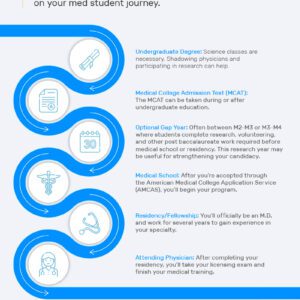 on your med student journey.
Undergraduate Degree: Science classes are
necessary. Shadowing physicians and
participating in research can help.
Medical College Admission Test (MCAT):
The MCAT can be taken during or after
undergraduate education.
Optional Gap Year: Often between M2-M3 or M3-M4
where students complete research, volunteering,
and other post baccalaureate work required before
medical school or residency. This research year may
be useful for strengthening your candidacy.
Medical School: After you're accepted through
the American Medical College Application Service
(AMCAS), you'll begin your program.
Residency/Fellowship: You'll officially be an M.D.
and work for several years to gain experience in
your specialty.
Attending Physician: After completing your
residency, you'll take your licensing exam and
finish your medical training.
30